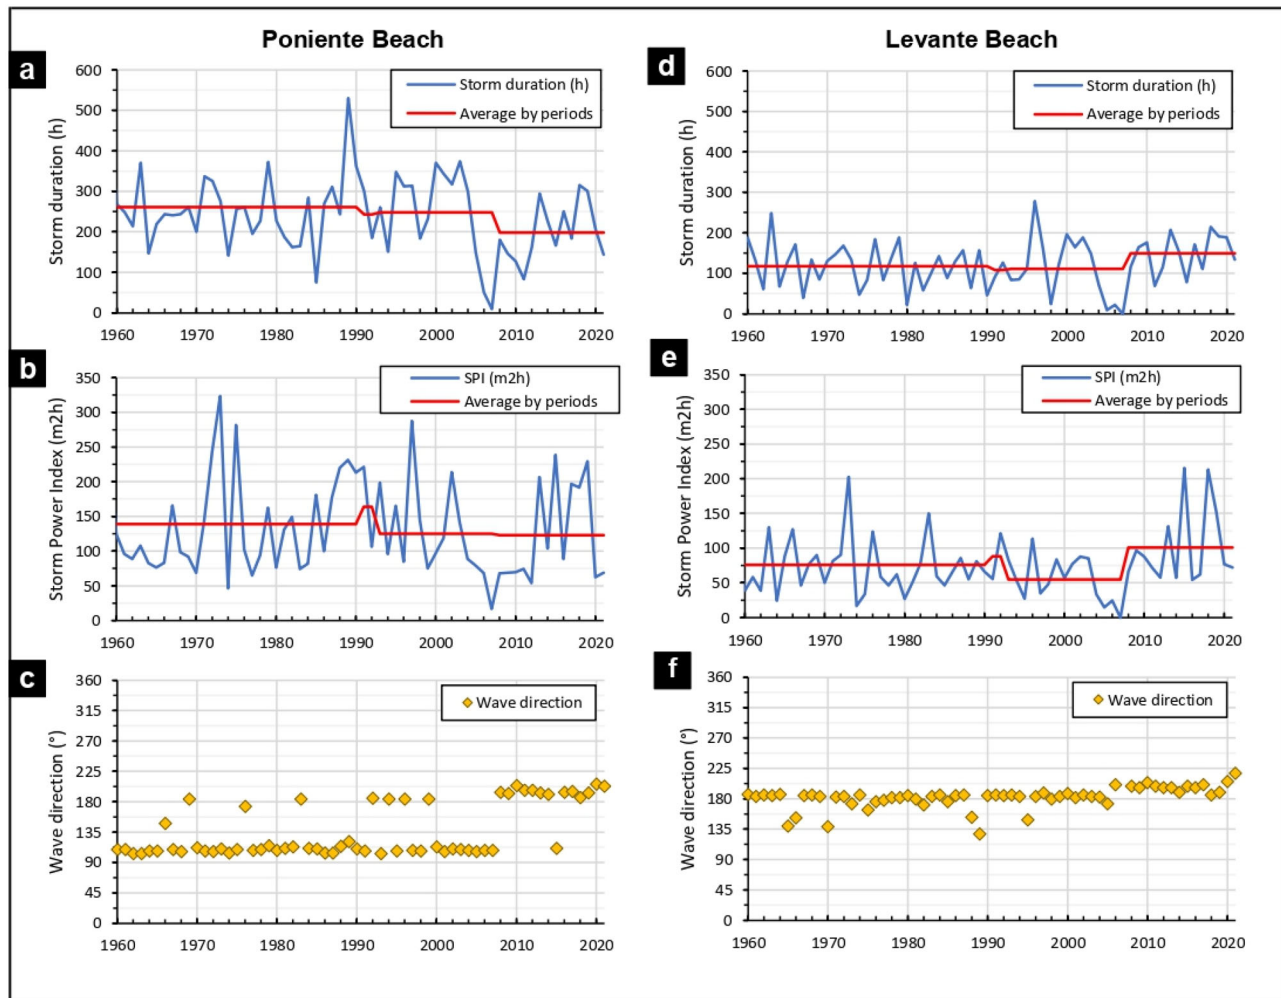 Poniente Beach
a
Storm duration (h)
600
500
400
300
200
100
0
Storm duration (h)
Average by periods
1960 1970 1980 1990 2000 2010 2020
b
Storm Power Index (m2h)
350
300
250
200
150
100
50
0
SPI (m2h)
Average by periods
1960 1970 1980 1990 2000 2010 2020
c
Wave direction (°)
360
315
270
225
180
135
90
45
0
Wave direction
1960 1970 1980 1990 2000 2010 2020
Levante Beach
d
Storm duration (h)
600
500
400
300
200
100
0
Storm duration (h)
Average by periods
1960 1970 1980 1990 2000 2010 2020
e
Storm Power Index (m2h)
350
300
250
200
150
100
50
0
SPI (m2h)
Average by periods
1960 1970 1980 1990 2000 2010 2020
f
Wave direction (°)
360
315
270
225
180
135
90
45
0
Wave direction
1960 1970 1980 1990 2000 2010 2020